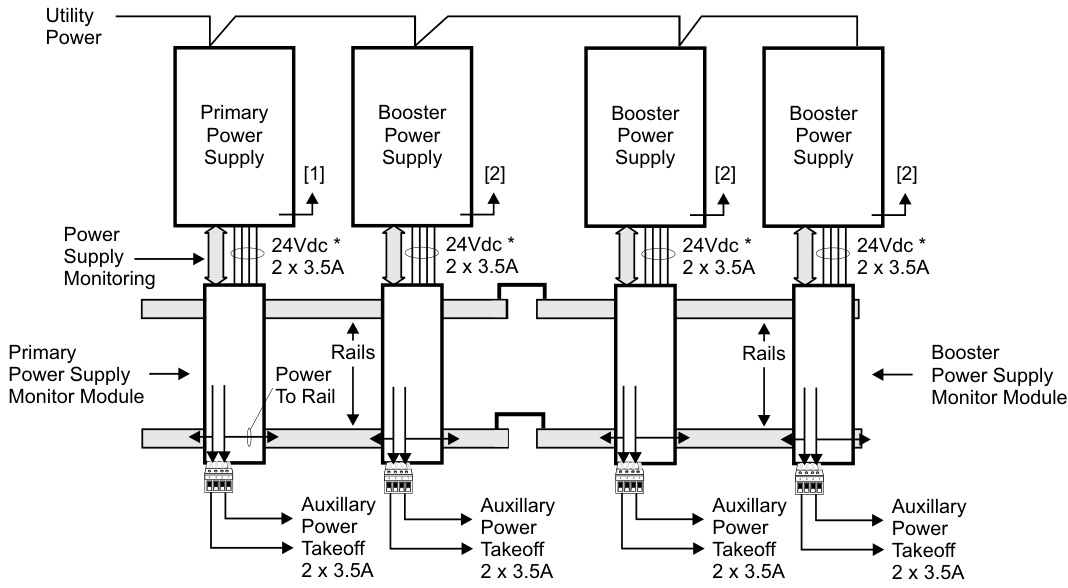 Utility
Power
Primary
Power
Supply
Booster
Power
Supply
Booster
Power
Supply
Booster
Power
Supply
[1]
[2]
[2]
[2]
Power
Supply
Monitoring
24Vdc *
2 x 3.5A
24Vdc *
2 x 3.5A
24Vdc *
2 x 3.5A
24Vdc *
2 x 3.5A
Primary
Power Supply
Monitor Module
Power
To Rail
Rails
Rails
Booster
Power Supply
Monitor Module
Auxillary
Power
Takeoff
2 x 3.5A
Auxillary
Power
Takeoff
2 x 3.5A
Auxillary
Power
Takeoff
2 x 3.5A
Auxillary
Power
Takeoff
2 x 3.5A